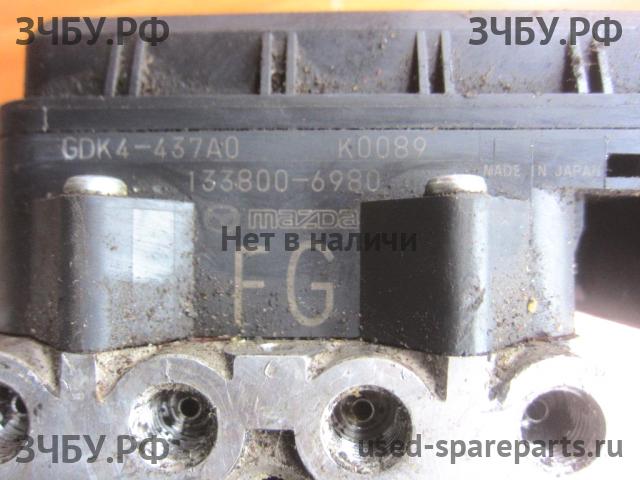 ЗЧБУ.РФ ЗЧБУ.РФ
GDK4-437A0 K0089
133800-6980 MADE IN JAPAN
mazda
Нет в наличии
FG
ЗЧБУ.РФ used-spareparts.ru